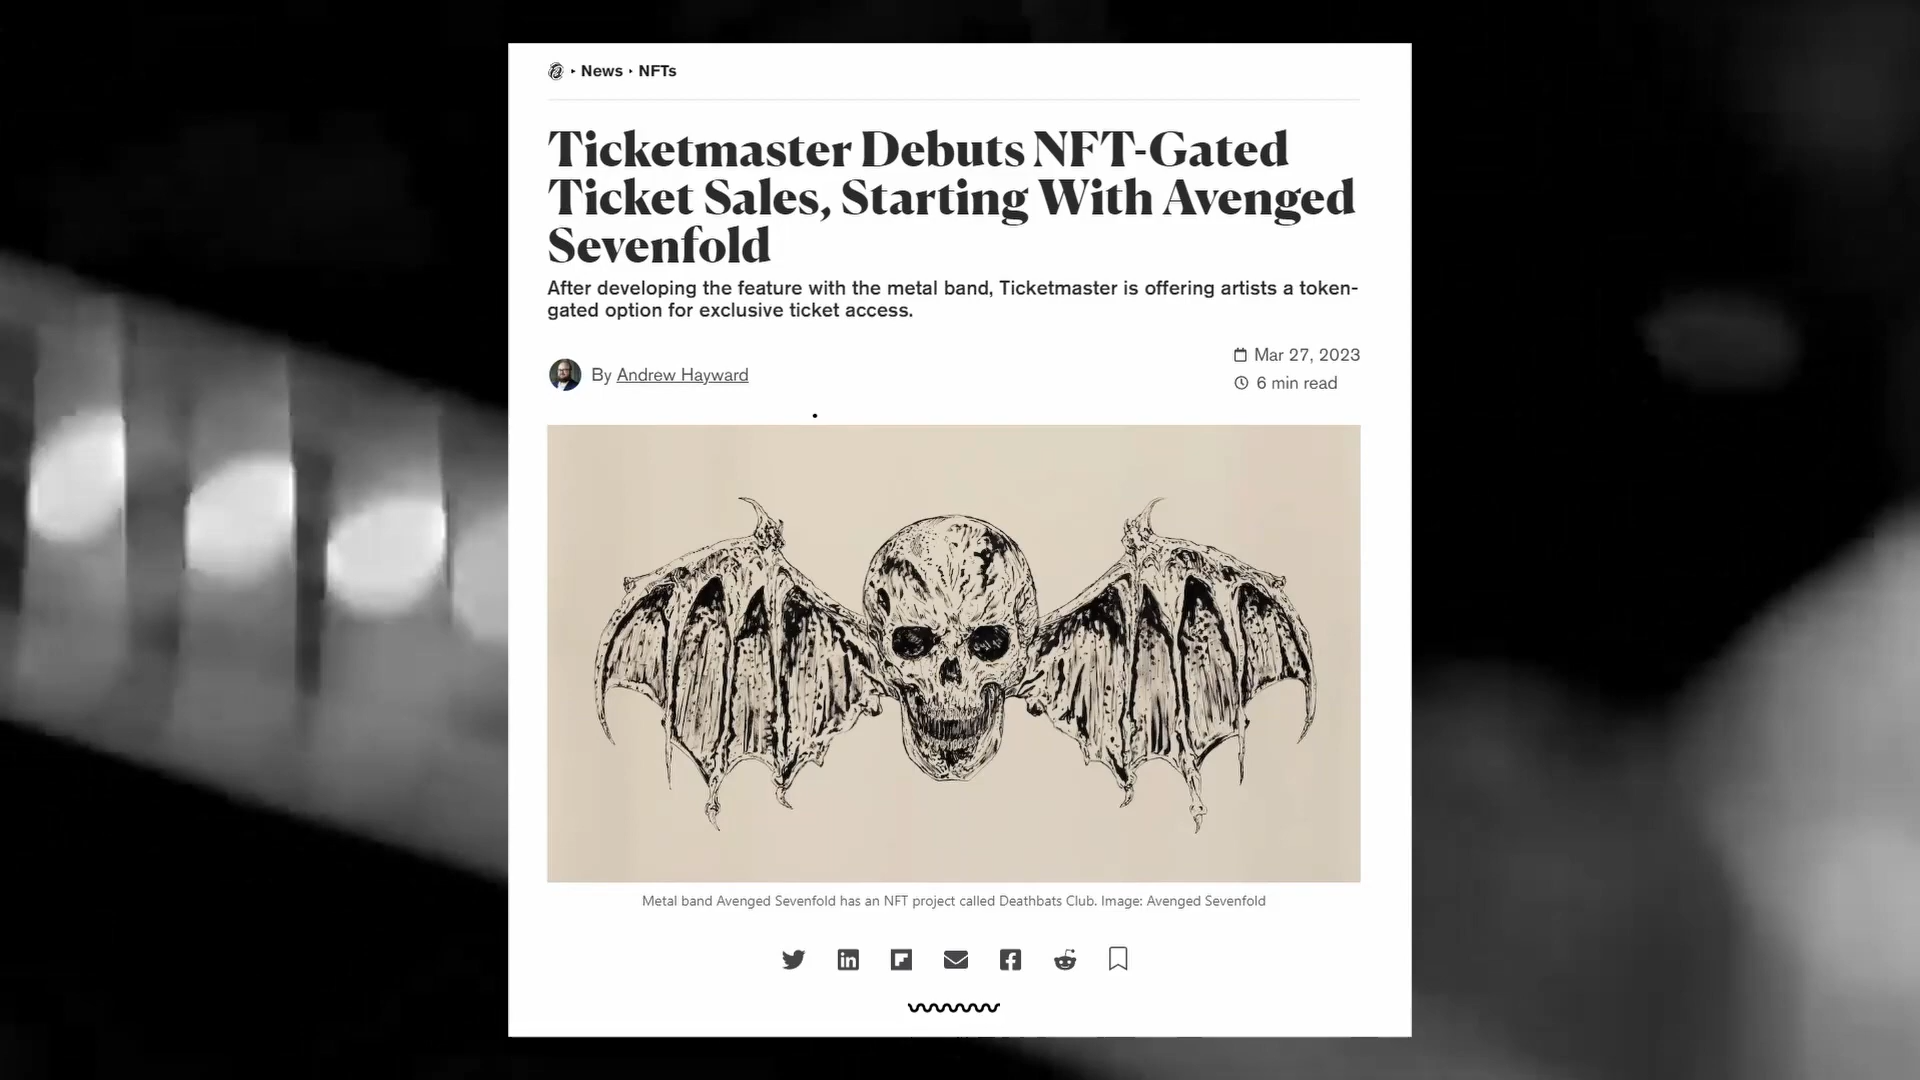 News · NFTs
Ticketmaster Debuts NFT-Gated
Ticket Sales, Starting With Avenged
Sevenfold
After developing the feature with the metal band, Ticketmaster is offering artists a token-
gated option for exclusive ticket access.
By Andrew Hayward
Mar 27, 2023
6 min read
Metal band Avenged Sevenfold has an NFT project called Deathbats Club. Image: Avenged Sevenfold